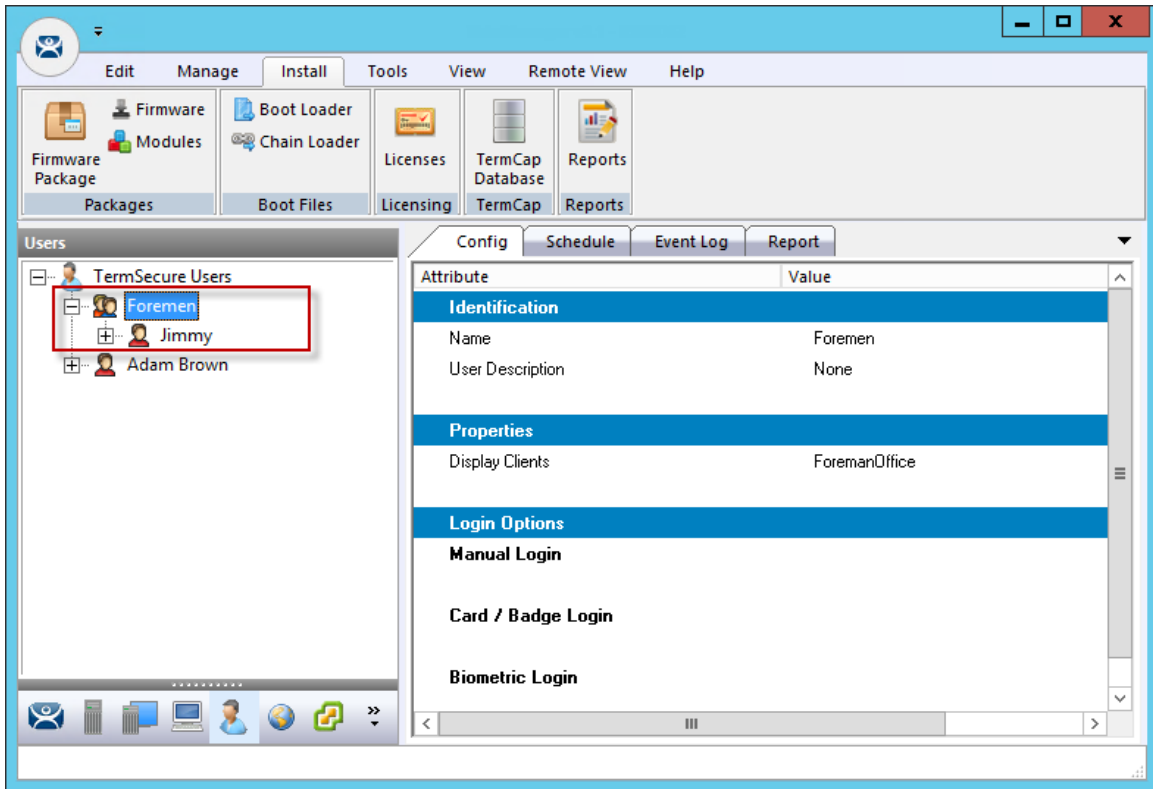 Edit Manage Install Tools View Remote View Help
Firmware Package
Firmware
Modules
Packages
Boot Loader
Chain Loader
Boot Files
Licenses
Licensing
TermCap Database
TermCap
Reports
Reports
Users
TermSecure Users
Foremen
Jimmy
Adam Brown
Config Schedule Event Log Report
Attribute Value
Identification
Name Foremen
User Description None
Properties
Display Clients ForemanOffice
Login Options
Manual Login
Card / Badge Login
Biometric Login